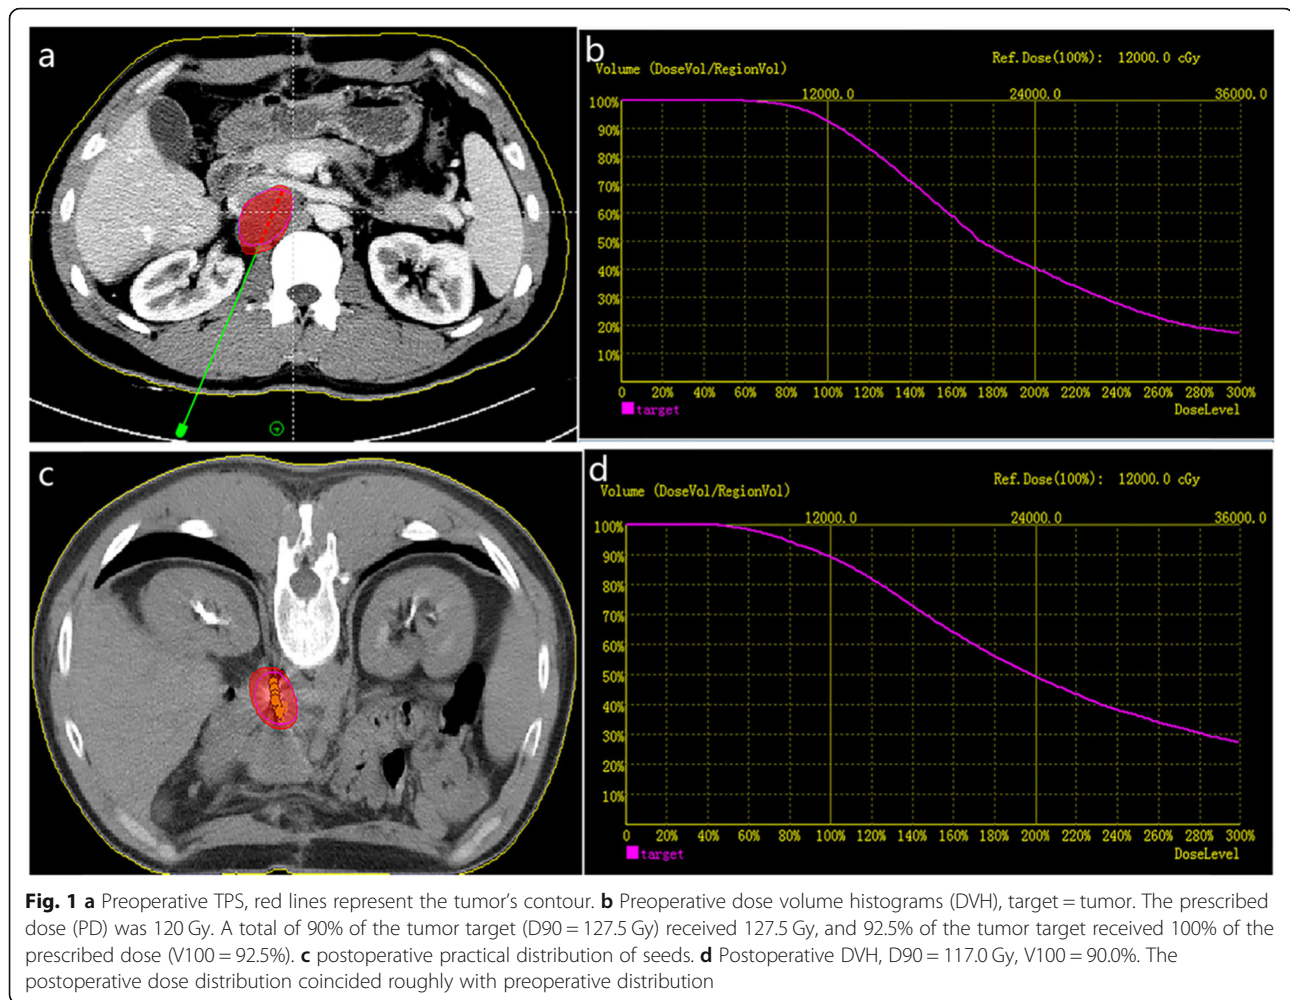 a
b
Volume (DoseVol/RegionVol)
Ref.Dose(100%): 12000.0 cGy
12000.0 24000.0 36000.0
100%
90%
80%
70%
60%
50%
40%
30%
20%
10%
0 20% 40% 60% 80% 100% 120% 140% 160% 180% 200% 220% 240% 260% 280% 300%
target
DoseLevel
c
d
Volume (DoseVol/RegionVol)
Ref.Dose(100%): 12000.0 cGy
12000.0 24000.0 36000.0
100%
90%
80%
70%
60%
50%
40%
30%
20%
10%
0 20% 40% 60% 80% 100% 120% 140% 160% 180% 200% 220% 240% 260% 280% 300%
target
DoseLevel
Fig. 1 a Preoperative TPS, red lines represent the tumor's contour. b Preoperative dose volume histograms (DVH), target = tumor. The prescribed
dose (PD) was 120 Gy. A total of 90% of the tumor target (D90 = 127.5 Gy) received 127.5 Gy, and 92.5% of the tumor target received 100% of the
prescribed dose (V100 = 92.5%). c postoperative practical distribution of seeds. d Postoperative DVH, D90 = 117.0 Gy, V100 = 90.0%. The
postoperative dose distribution coincided roughly with preoperative distribution